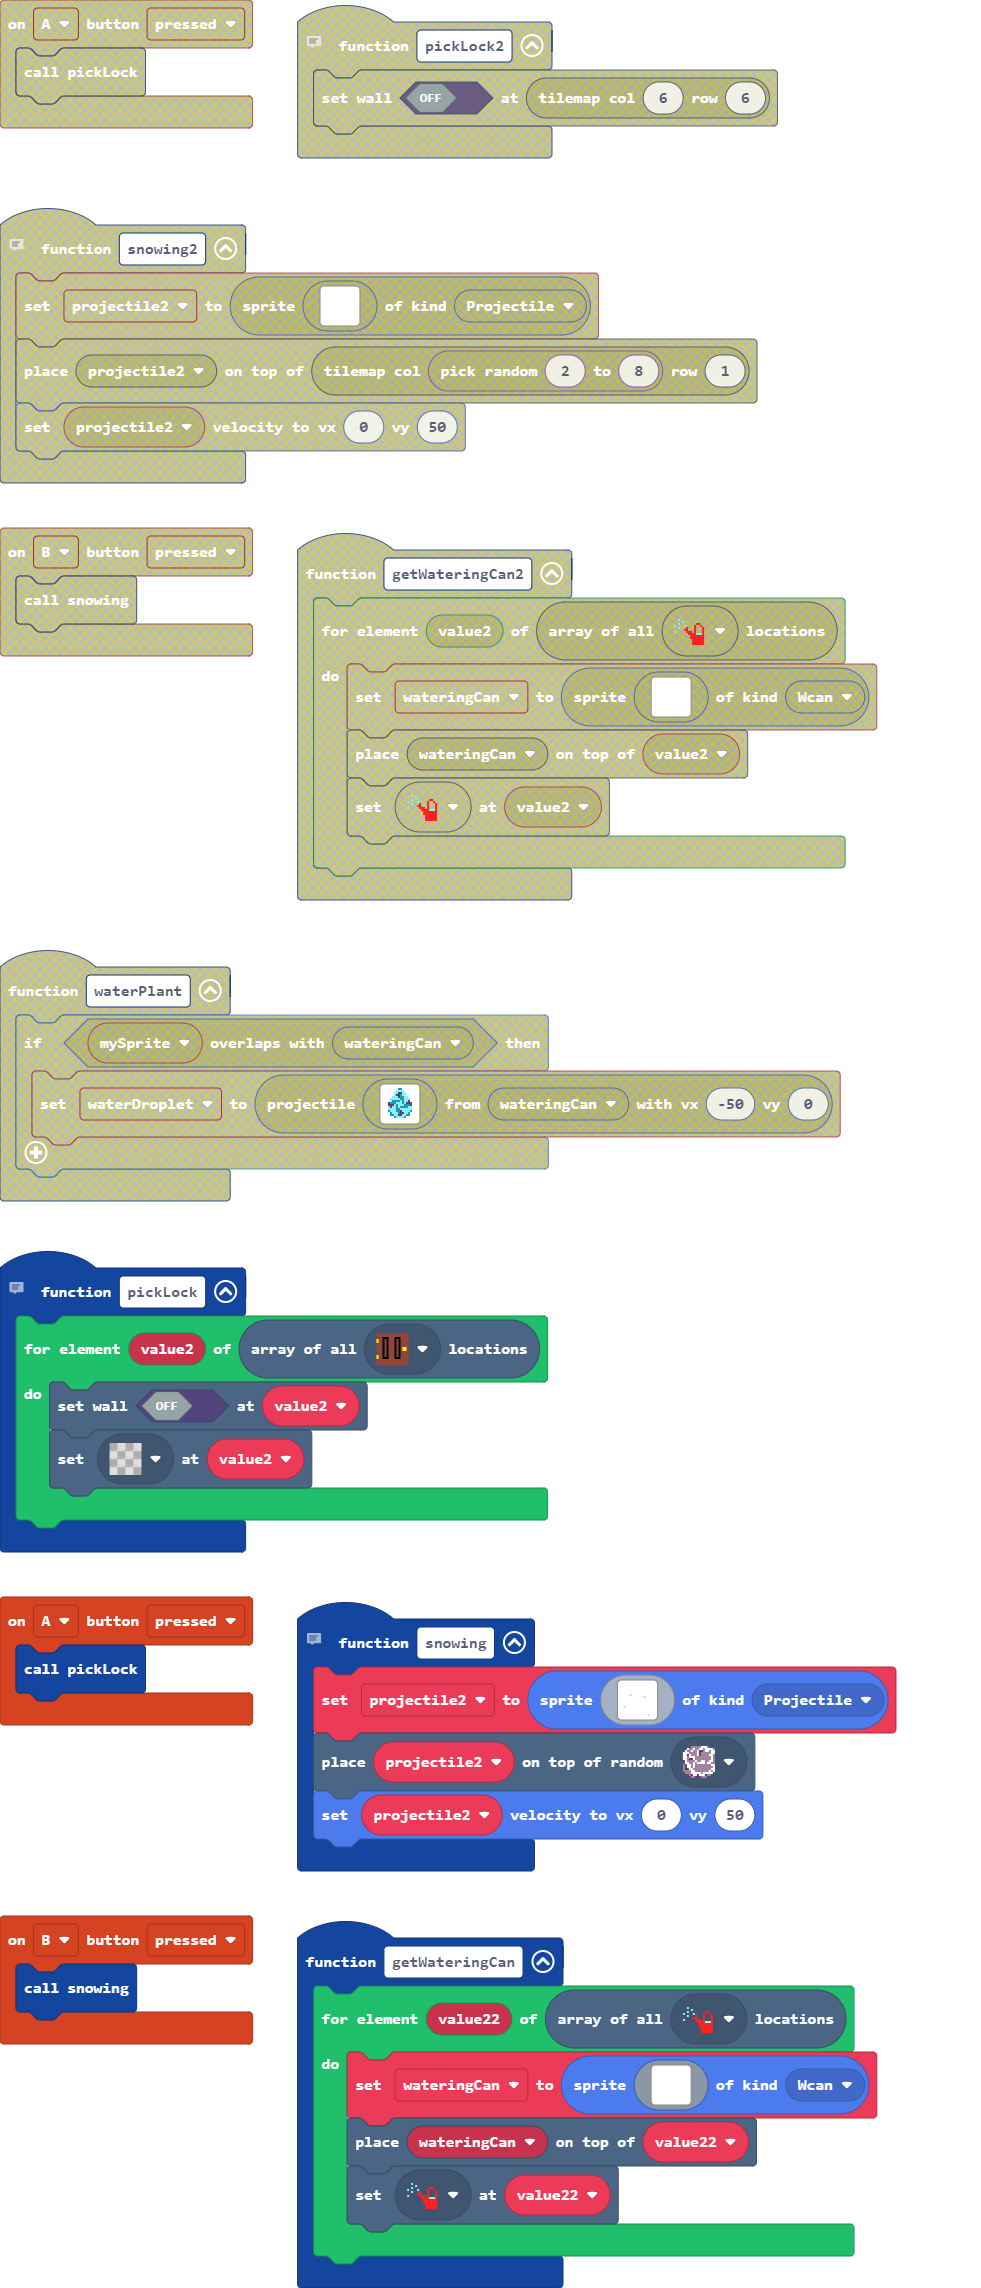 on A button pressed
call pickLock
function pickLock2
set wall OFF at tilemap col 6 row 6
function snowing2
set projectile2 to sprite of kind Projectile
place projectile2 on top of tilemap col pick random 2 to 8 row 1
set projectile2 velocity to vx 0 vy 50
on B button pressed
call snowing
function getWateringCan2
for element value2 of array of all locations
do
set wateringCan to sprite of kind Wcan
place wateringCan on top of value2
set at value2
function waterPlant
if mySprite overlaps with wateringCan then
set waterDroplet to projectile from wateringCan with vx -50 vy 0
function pickLock
for element value2 of array of all locations
do
set wall OFF at value2
set at value2
on A button pressed
call pickLock
function snowing
set projectile2 to sprite of kind Projectile
place projectile2 on top of random
set projectile2 velocity to vx 0 vy 50
on B button pressed
call snowing
function getWateringCan
for element value22 of array of all locations
do
set wateringCan to sprite of kind Wcan
place wateringCan on top of value22
set at value22